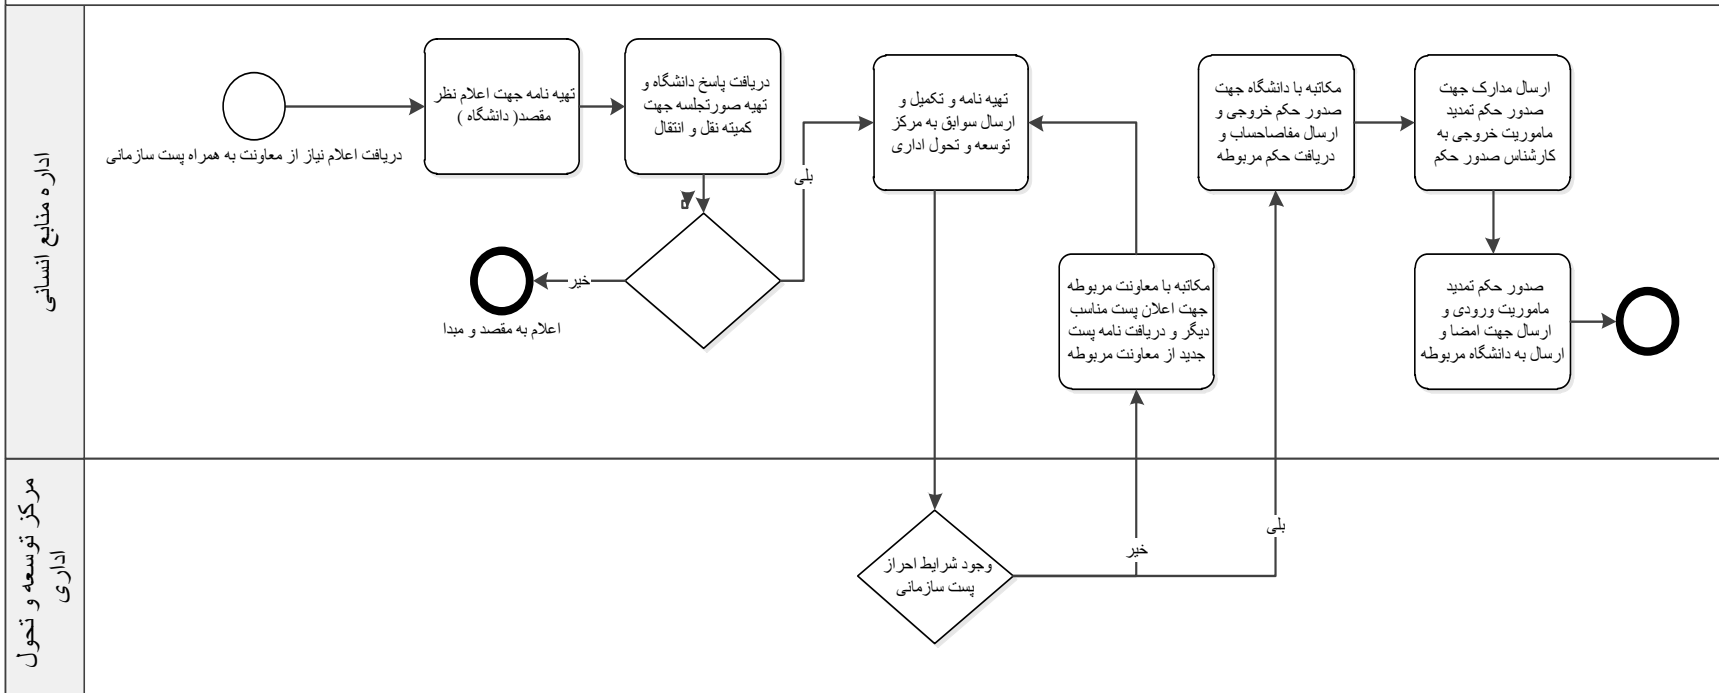 اداره منابع انسانی
دریافت اعلام نیاز از معاونت به همراه پست سازمانی
تهیه نامه جهت اعلام نظر
مقصد( دانشگاه )
دریافت پاسخ دانشگاه و
تهیه صورتجلسه جهت
کمیته نقل و انتقال
خیر
اعلام به مقصد و مبدا
بلی
تهیه نامه و تکمیل و
ارسال سوابق به مرکز
توسعه و تحول اداری
مکاتبه با معاونت مربوطه
جهت اعلان پست مناسب
دیگر و دریافت نامه پست
جدید از معاونت مربوطه
مکاتبه با دانشگاه جهت
صدور حکم خروجی و
ارسال مفاصاحساب و
دریافت حکم مربوطه
ارسال مدارک جهت
صدور حکم تمدید
ماموریت خروجی به
کارشناس صدور حکم
صدور حکم تمدید
ماموریت ورودی و
ارسال جهت امضا و
ارسال به دانشگاه مربوطه
مرکز توسعه و تحول
اداری
وجود شرایط احراز
پست سازمانی
خیر
بلی